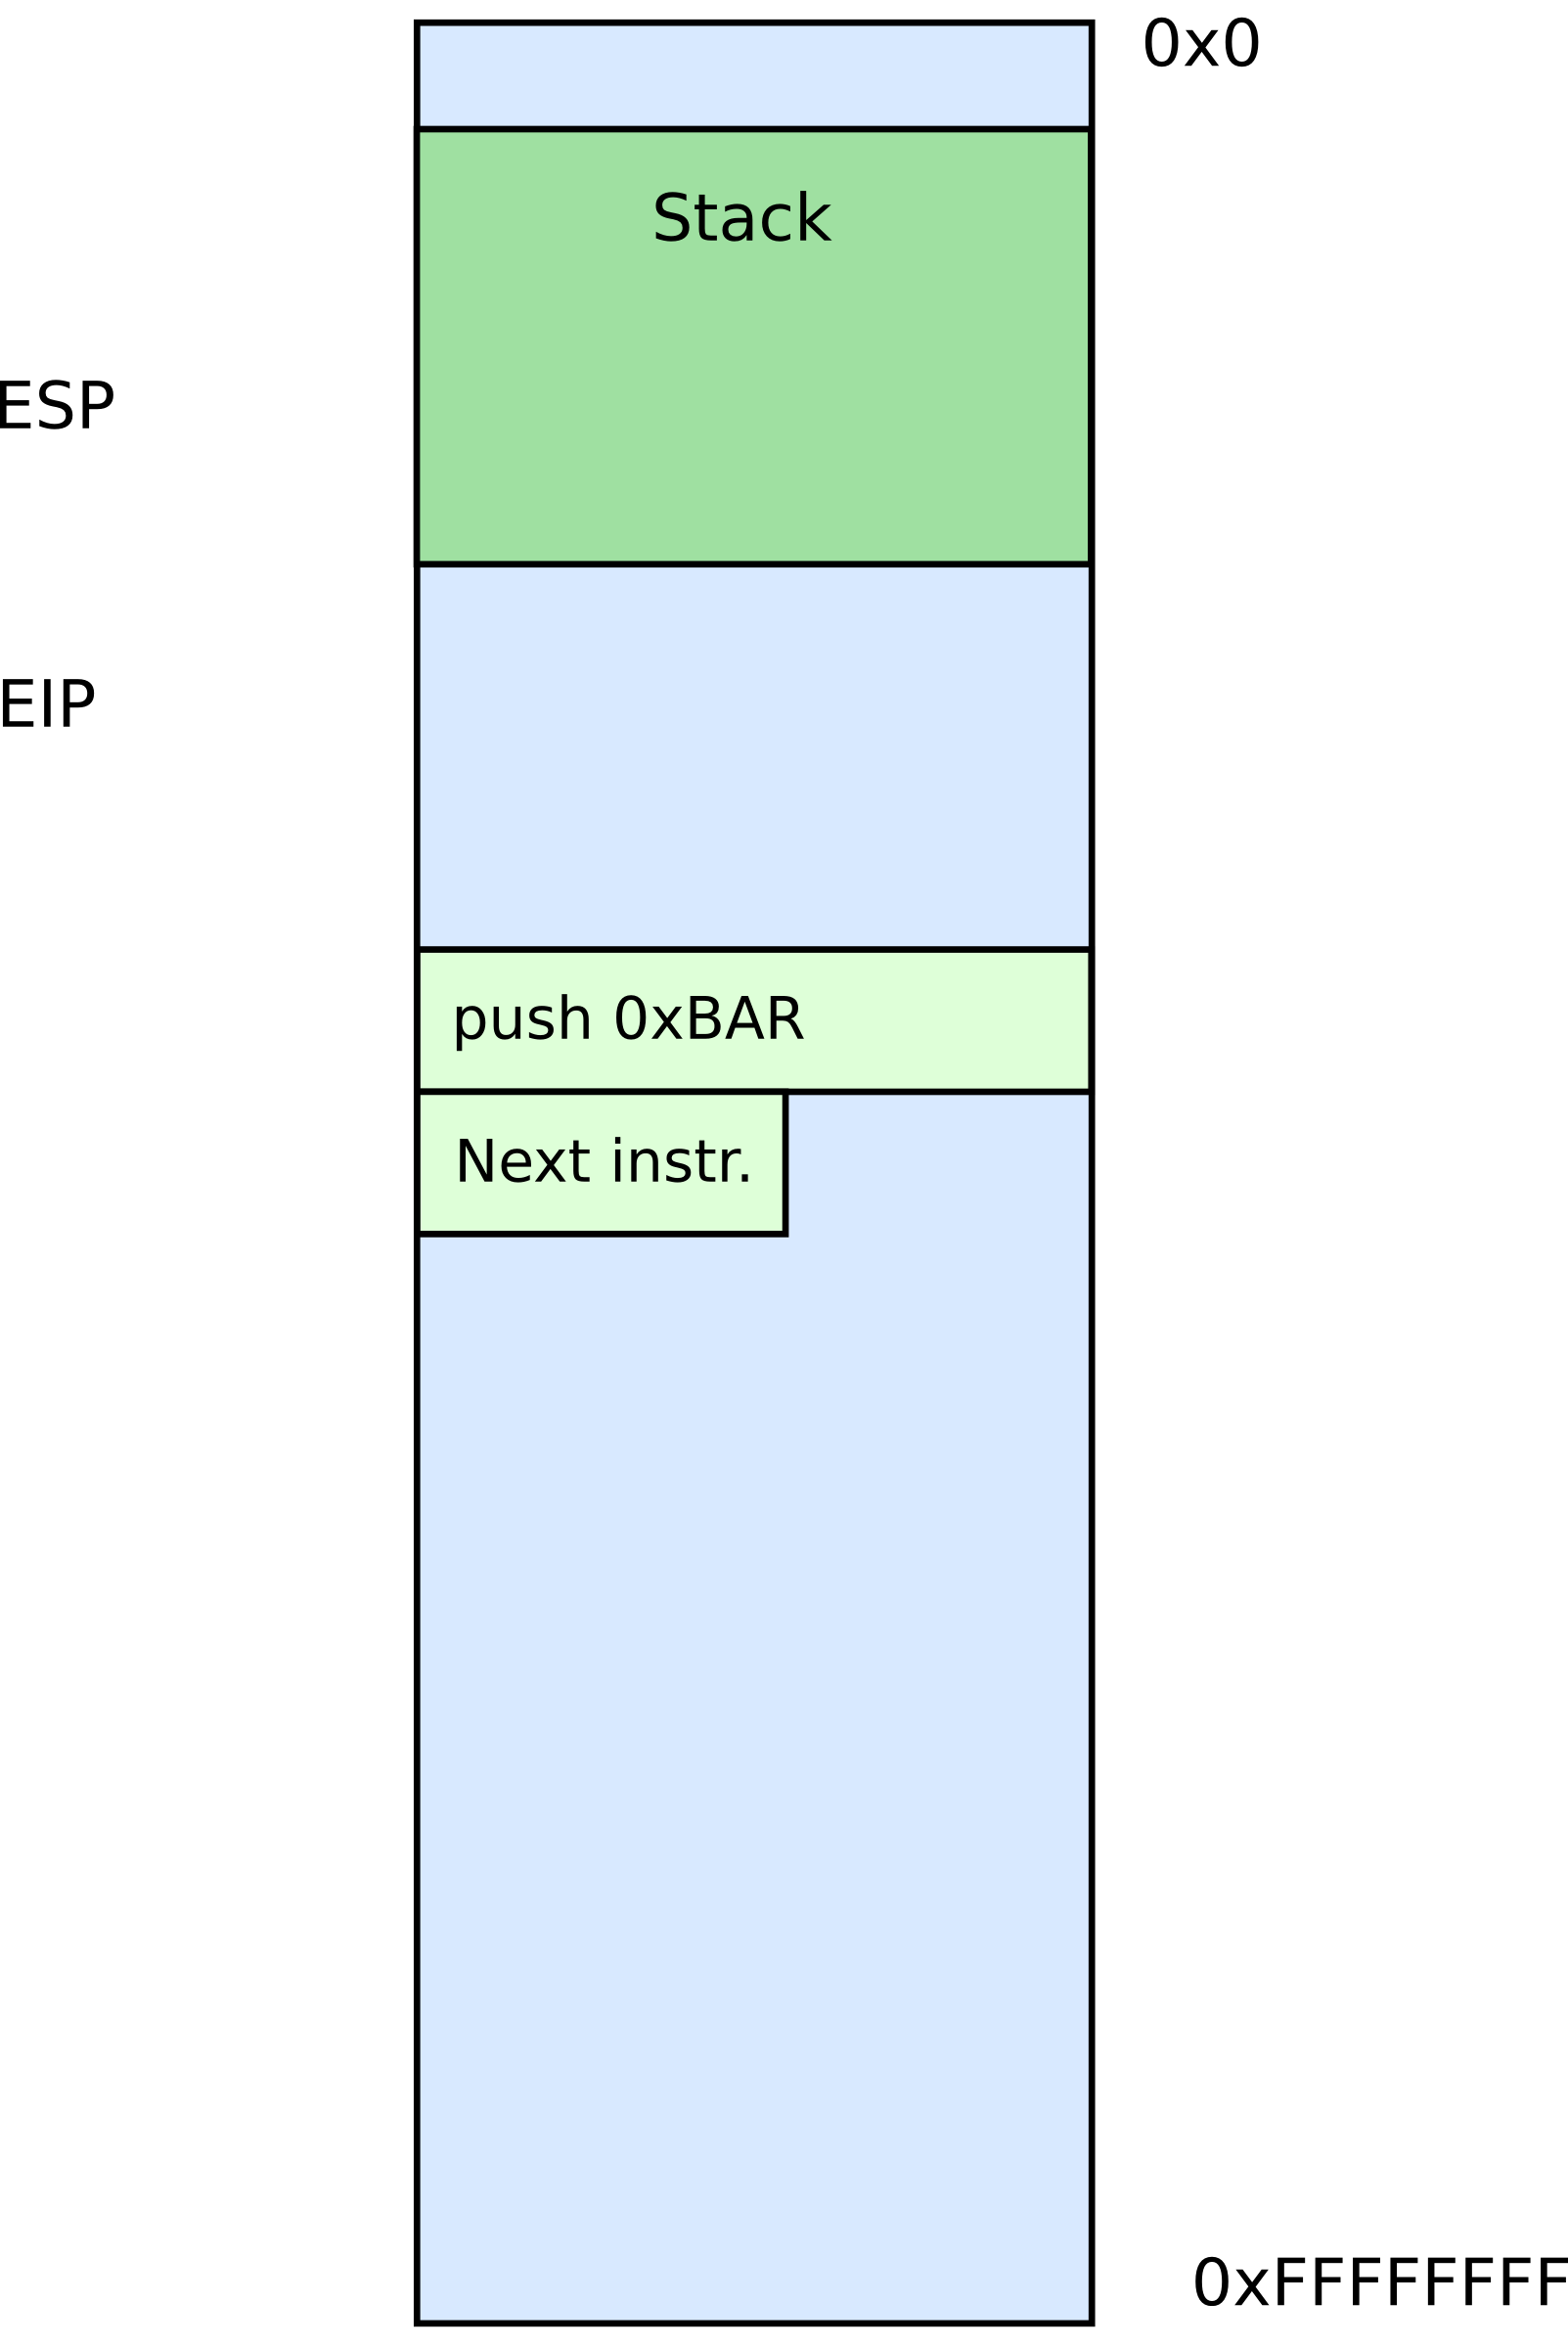 0x0
Stack
ESP
EIP
push 0xBAR
Next instr.
0xFFFFFFFF